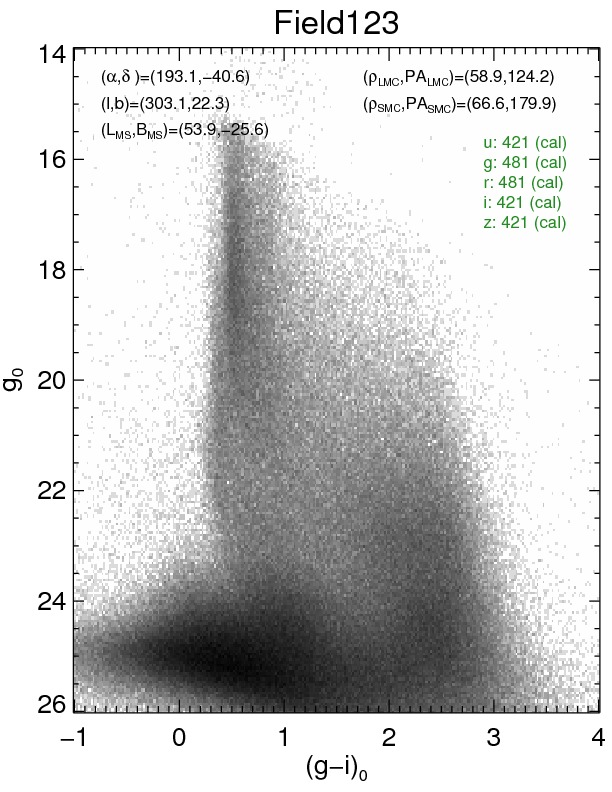 Field123
(α,δ)=(193.1,−40.6)
(ρLMC,PALMC)=(58.9,124.2)
(l,b)=(303.1,22.3)
(ρSMC,PASMC)=(66.6,179.9)
(LMS,BMS)=(53.9,−25.6)
u: 421 (cal)
g: 481 (cal)
r: 481 (cal)
i: 421 (cal)
z: 421 (cal)
14
16
18
20
22
24
26
g0
−1 0 1 2 3 4
(g−i)0